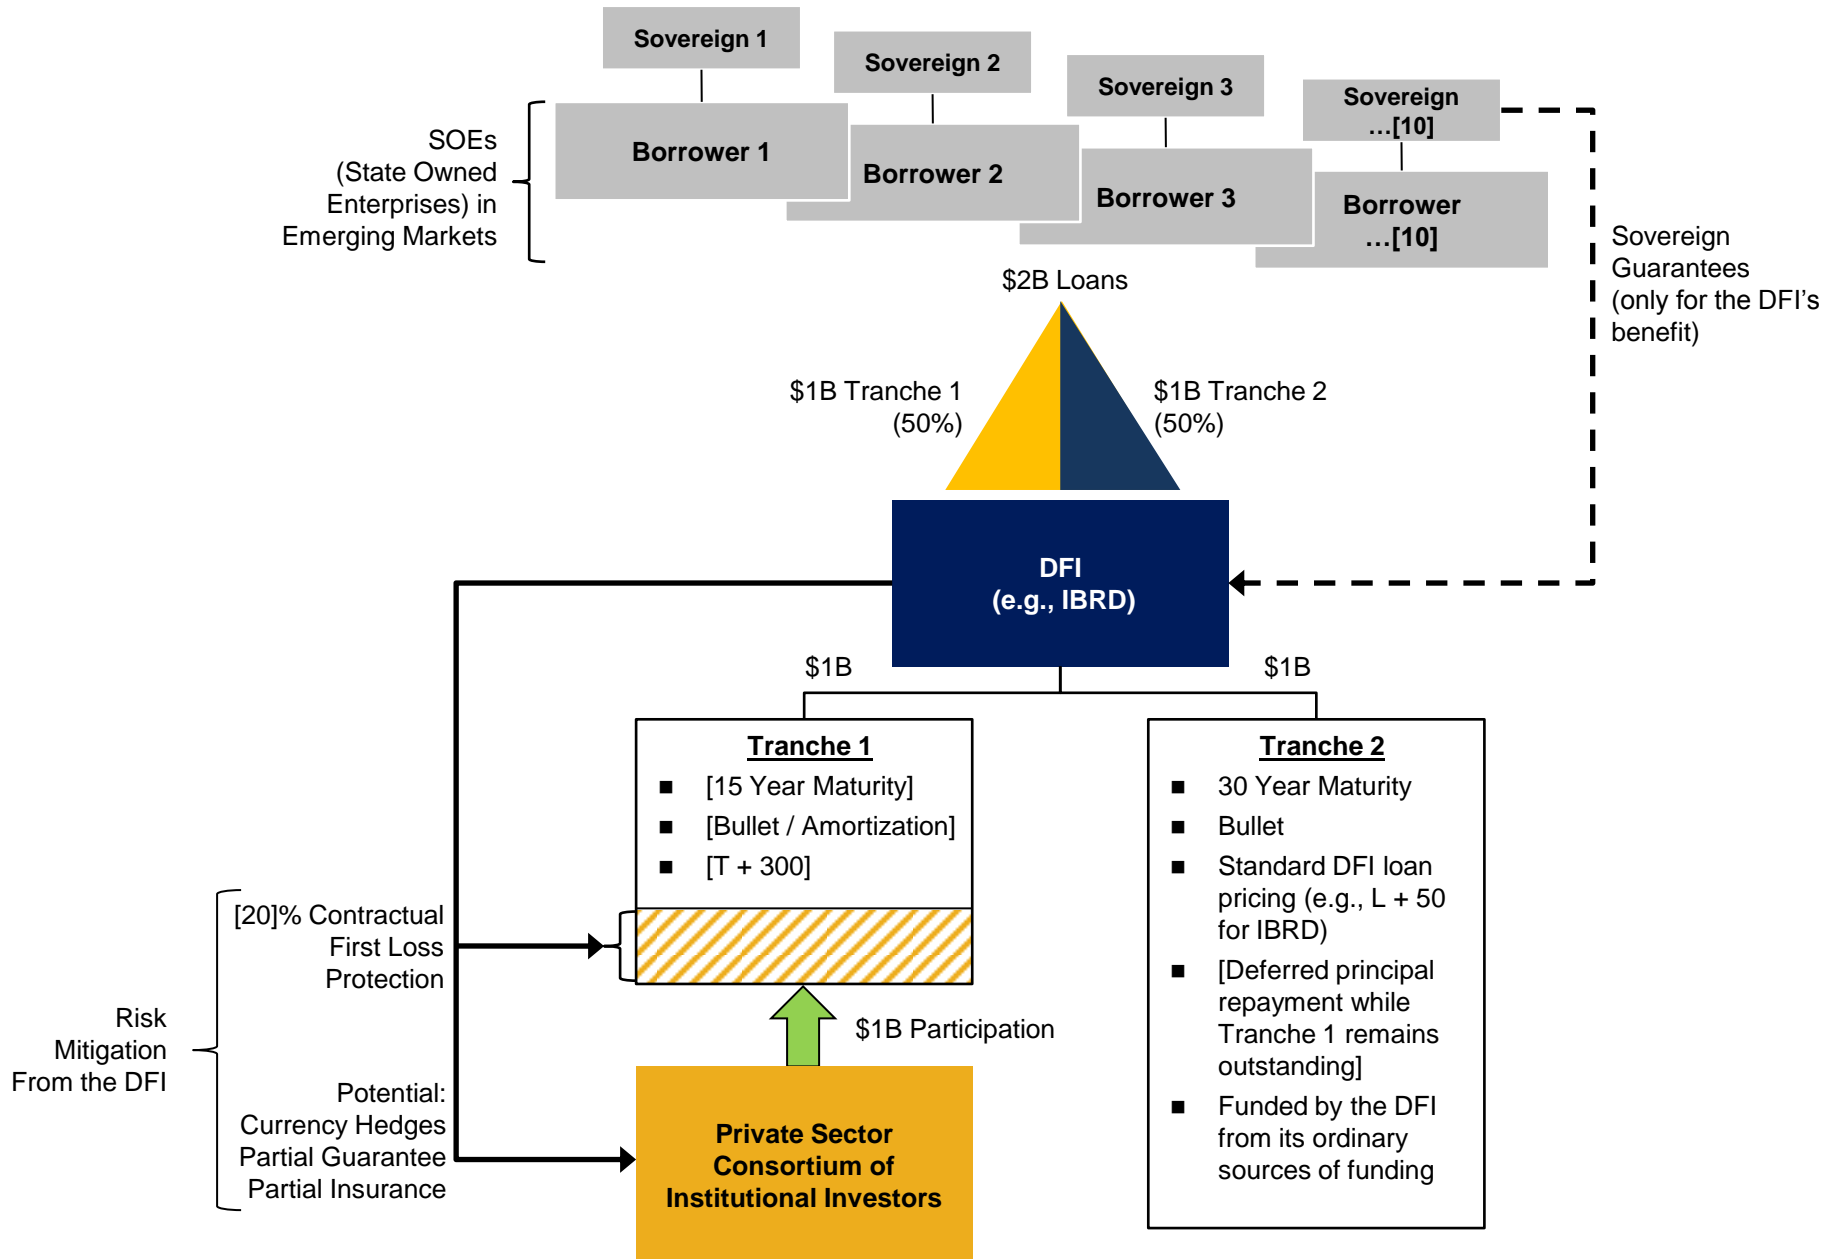 Sovereign 1
Sovereign 2
Sovereign 3
Sovereign
…[10]
SOEs
(State Owned
Enterprises) in
Emerging Markets
Borrower 1
Borrower 2
Borrower 3
Borrower
…[10]
Sovereign
Guarantees
(only for the DFI's
benefit)
$2B Loans
$1B Tranche 1
(50%)
$1B Tranche 2
(50%)
DFI
(e.g., IBRD)
$1B
$1B
Tranche 1
■ [15 Year Maturity]
■ [Bullet / Amortization]
■ [T + 300]
Tranche 2
■ 30 Year Maturity
■ Bullet
■ Standard DFI loan
pricing (e.g., L + 50
for IBRD)
■ [Deferred principal
repayment while
Tranche 1 remains
outstanding]
■ Funded by the DFI
from its ordinary
sources of funding
Risk
Mitigation
From the DFI
[20]% Contractual
First Loss
Protection
Potential:
Currency Hedges
Partial Guarantee
Partial Insurance
$1B Participation
Private Sector
Consortium of
Institutional Investors